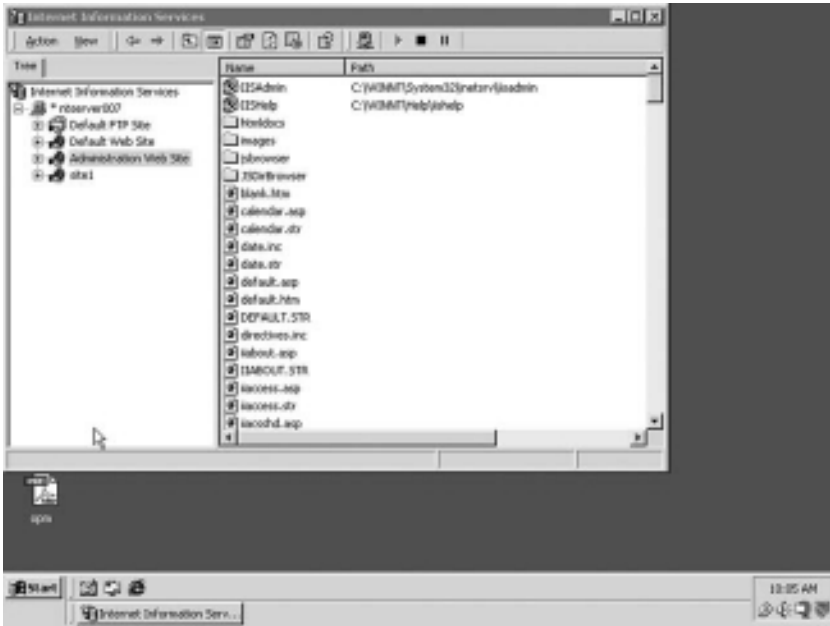 Internet Information Services
Action View
Tree
Name Path
Internet Information Services
* ntserver007
Default FTP Site
Default Web Site
Administration Web Site
site1
IISAdmin C:\WINNT\System32\inetsrv\iisadmin
IISHelp C:\WINNT\Help\iishelp
htmldocs
images
jsbrowser
JSDirBrowser
blank.htm
calendar.asp
calendar.str
date.inc
date.str
default.asp
default.htm
DEFAULT.STR
directives.inc
iiabout.asp
IIABOUT.STR
iiaccess.asp
iiaccess.str
iiacshd.asp
apm
Start
Internet Information Serv...
10:05 AM